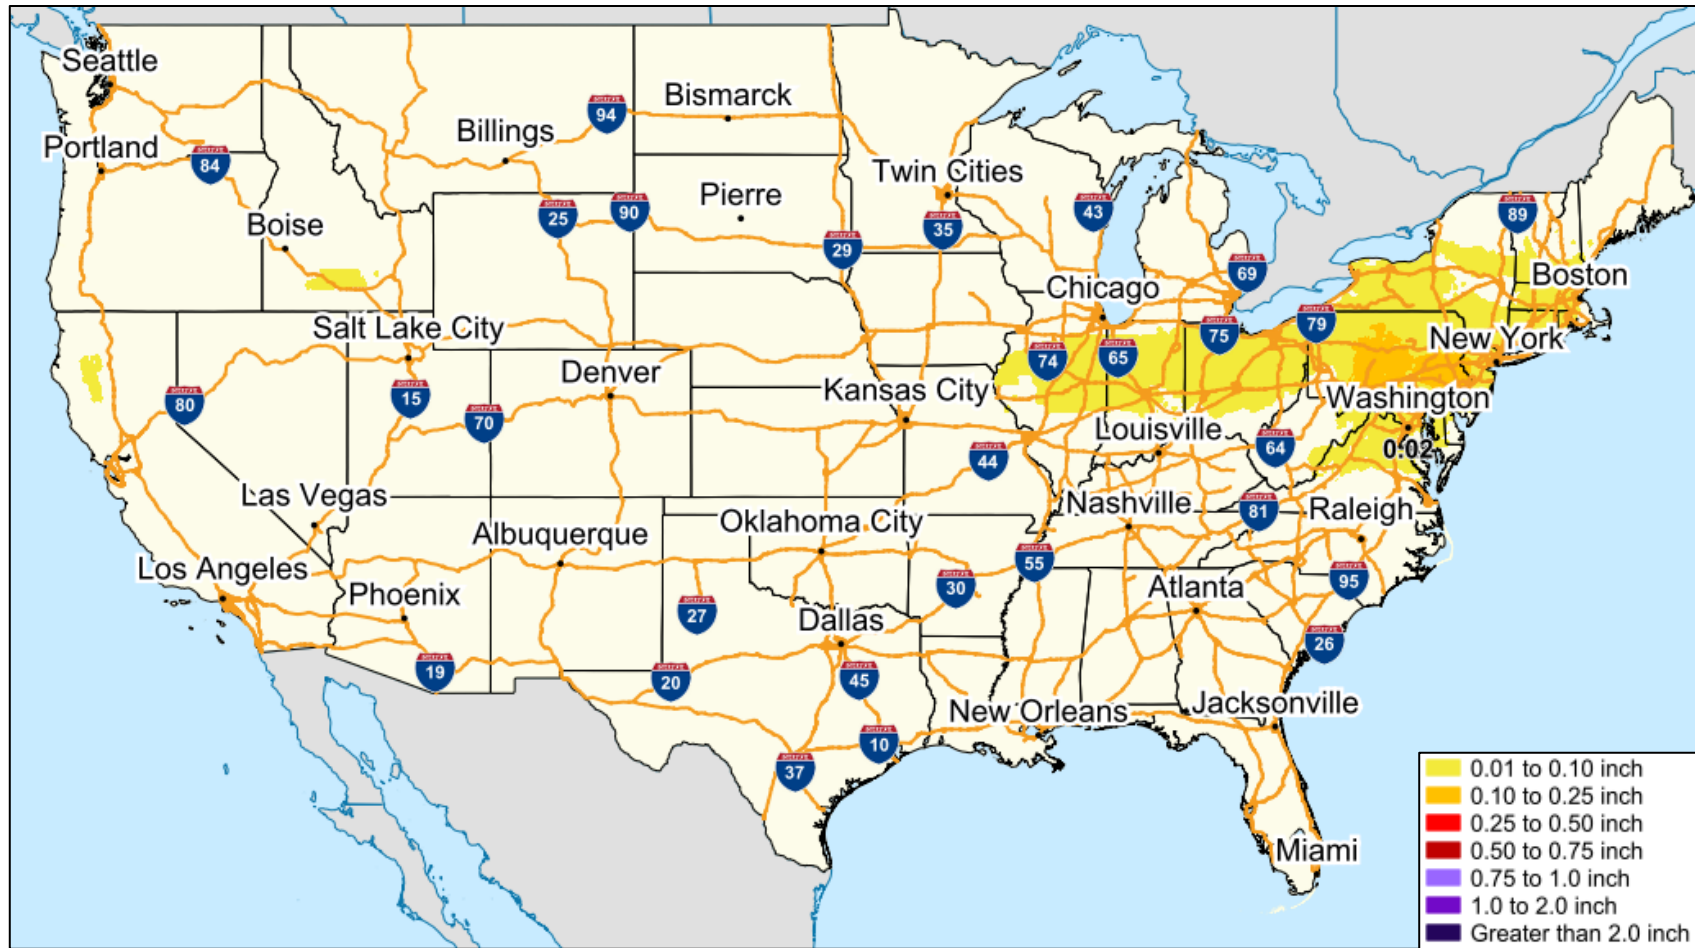 Seattle
Portland
84
Boise
Billings
94
Bismarck
25
90
Pierre
Twin Cities
35
29
43
Chicago
69
89
Boston
79
75
74
65
New York
Salt Lake City
Denver
Kansas City
Washington
0.02
80
15
70
Louisville
64
44
Las Vegas
Albuquerque
Oklahoma City
Nashville
81
Raleigh
55
30
95
Los Angeles
Phoenix
27
Dallas
Atlanta
26
19
20
45
New Orleans
Jacksonville
10
37
Miami
0.01 to 0.10 inch
0.10 to 0.25 inch
0.25 to 0.50 inch
0.50 to 0.75 inch
0.75 to 1.0 inch
1.0 to 2.0 inch
Greater than 2.0 inch